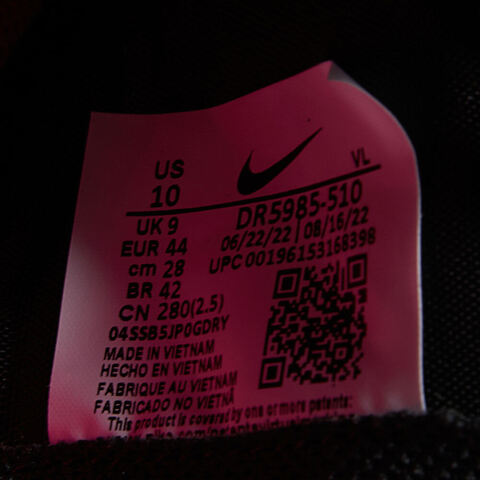 US
10
VL
UK 9
EUR 44
cm 28
BR 42
CN 280(2.5)
04SSB5JP0GDRY
DR5985-510
06/22/22 | 08/16/22
UPC 00196153168398
MADE IN VIETNAM
HECHO EN VIETNAM
FABRIQUE AU VIETNAM
FABRICADO NO VIETNÃ
This product is covered by one or more patents: